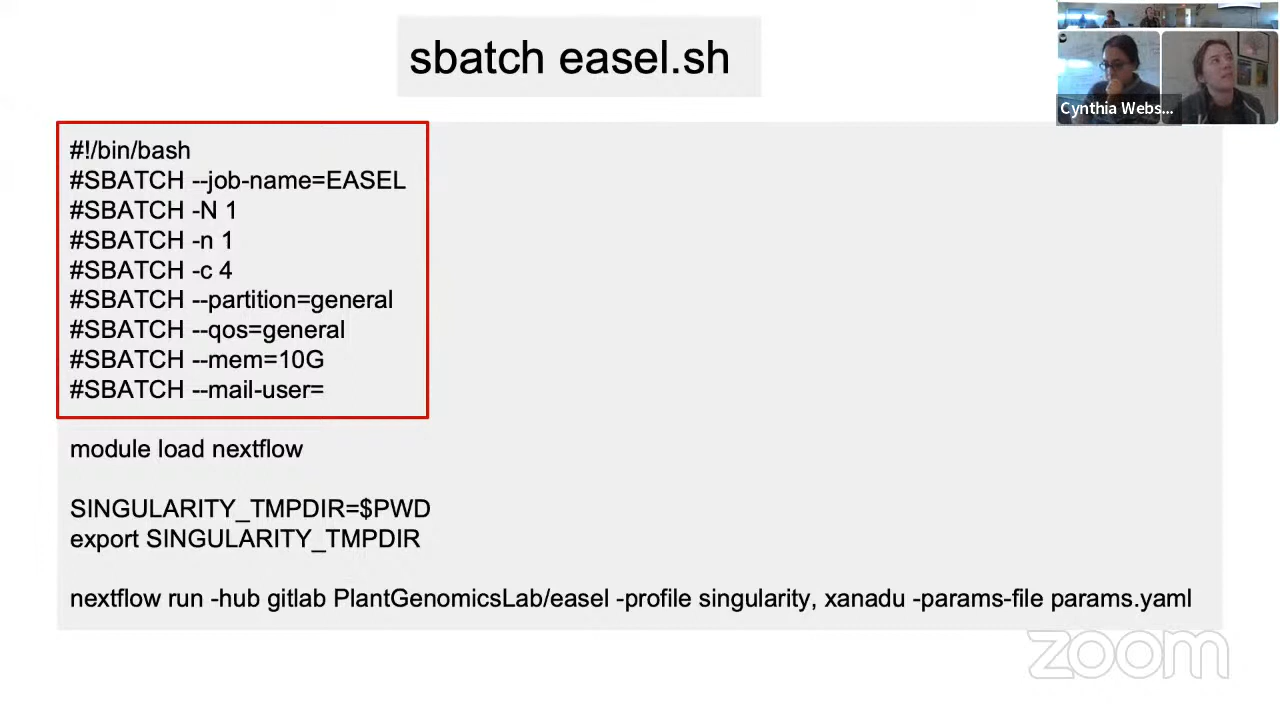 sbatch easel.sh
Cynthia Webs...
#!/bin/bash
#SBATCH --job-name=EASEL
#SBATCH -N 1
#SBATCH -n 1
#SBATCH -c 4
#SBATCH --partition=general
#SBATCH --qos=general
#SBATCH --mem=10G
#SBATCH --mail-user=
module load nextflow
SINGULARITY_TMPDIR=$PWD
export SINGULARITY_TMPDIR
nextflow run -hub gitlab PlantGenomicsLab/easel -profile singularity, xanadu -params-file params.yaml
zoom